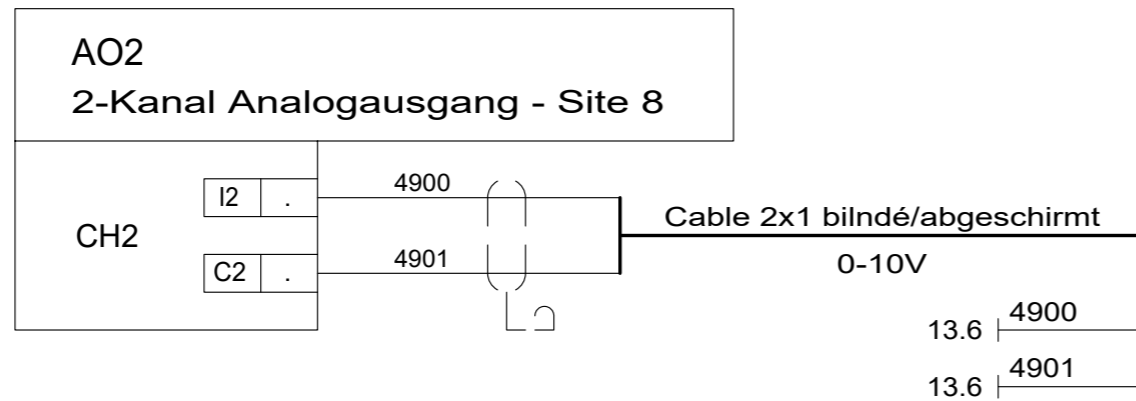 AO2
2-Kanal Analogausgang - Site 8
CH2
I2 .
4900
C2 .
4901
Cable 2x1 bilndé/abgeschirmt
0-10V
13.6 4900
13.6 4901